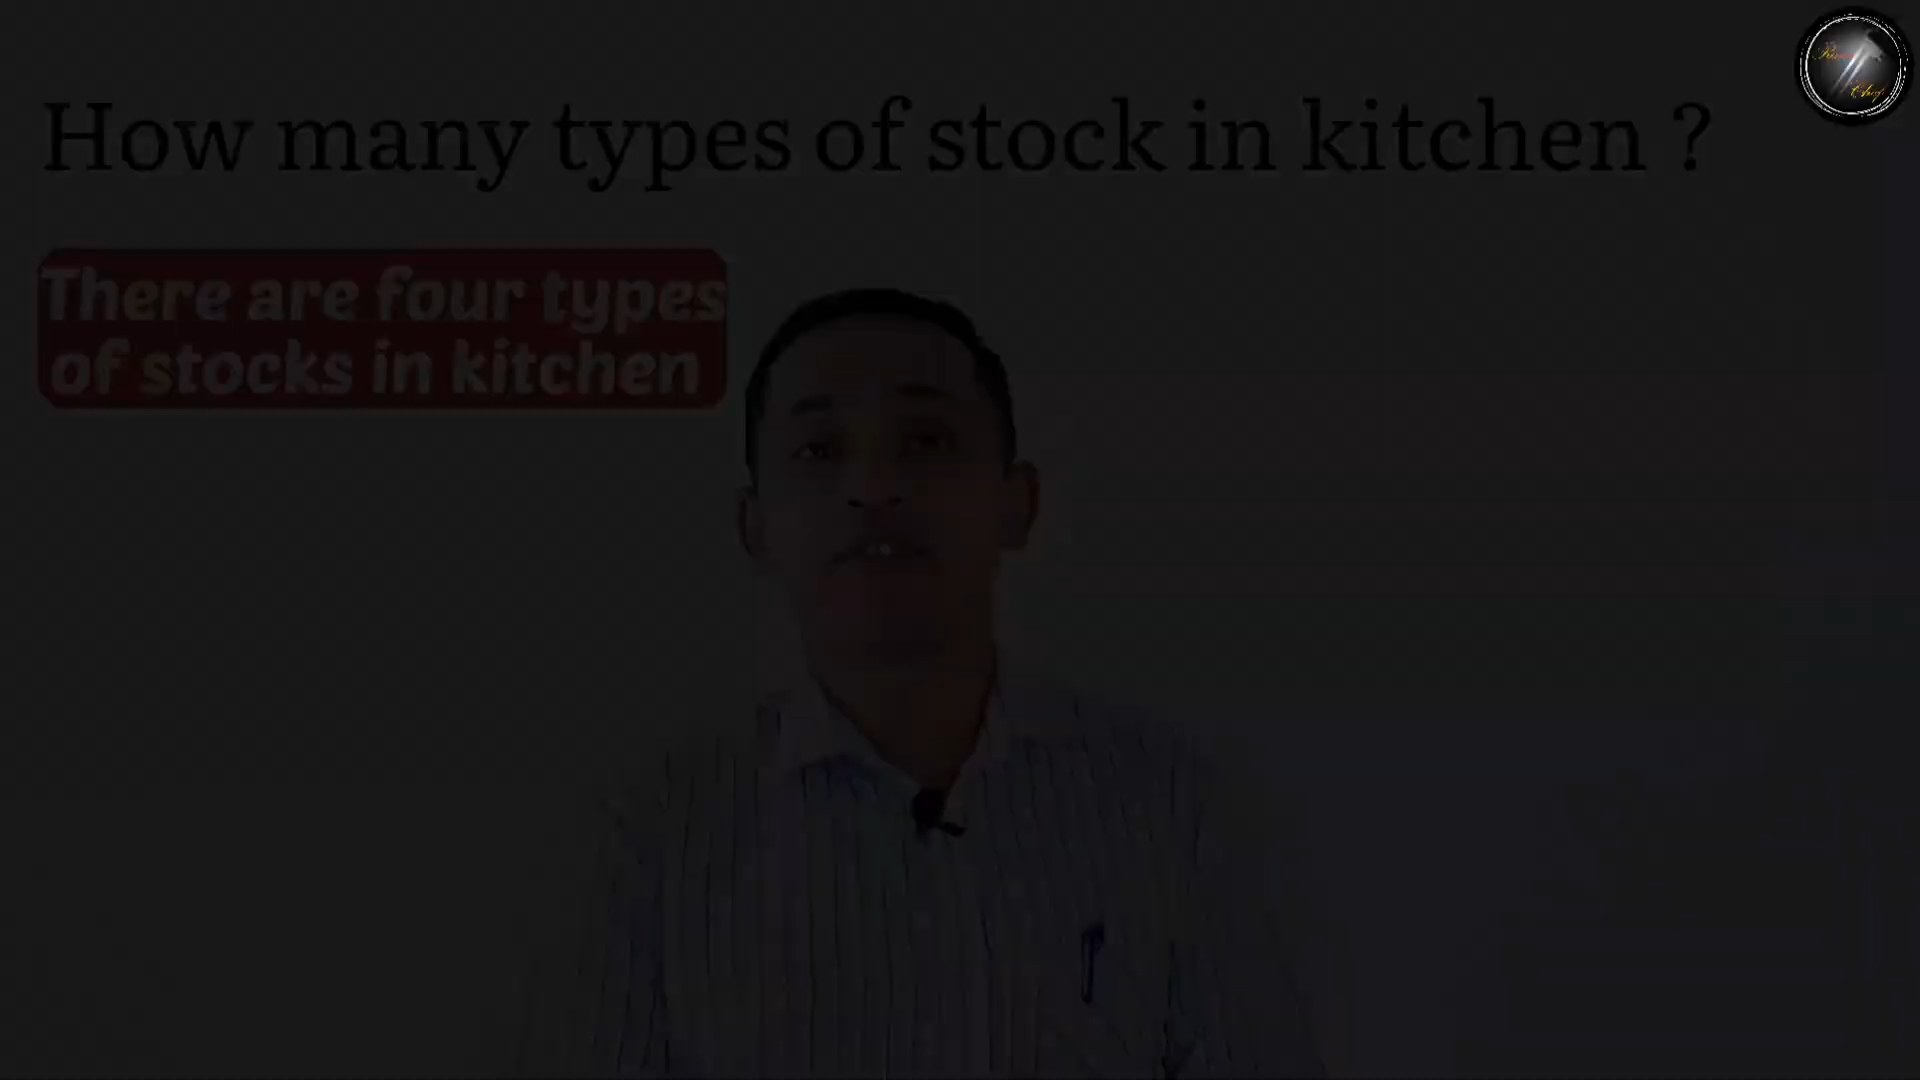 How many types of stock in kitchen ?
There are four types
of stocks in kitchen